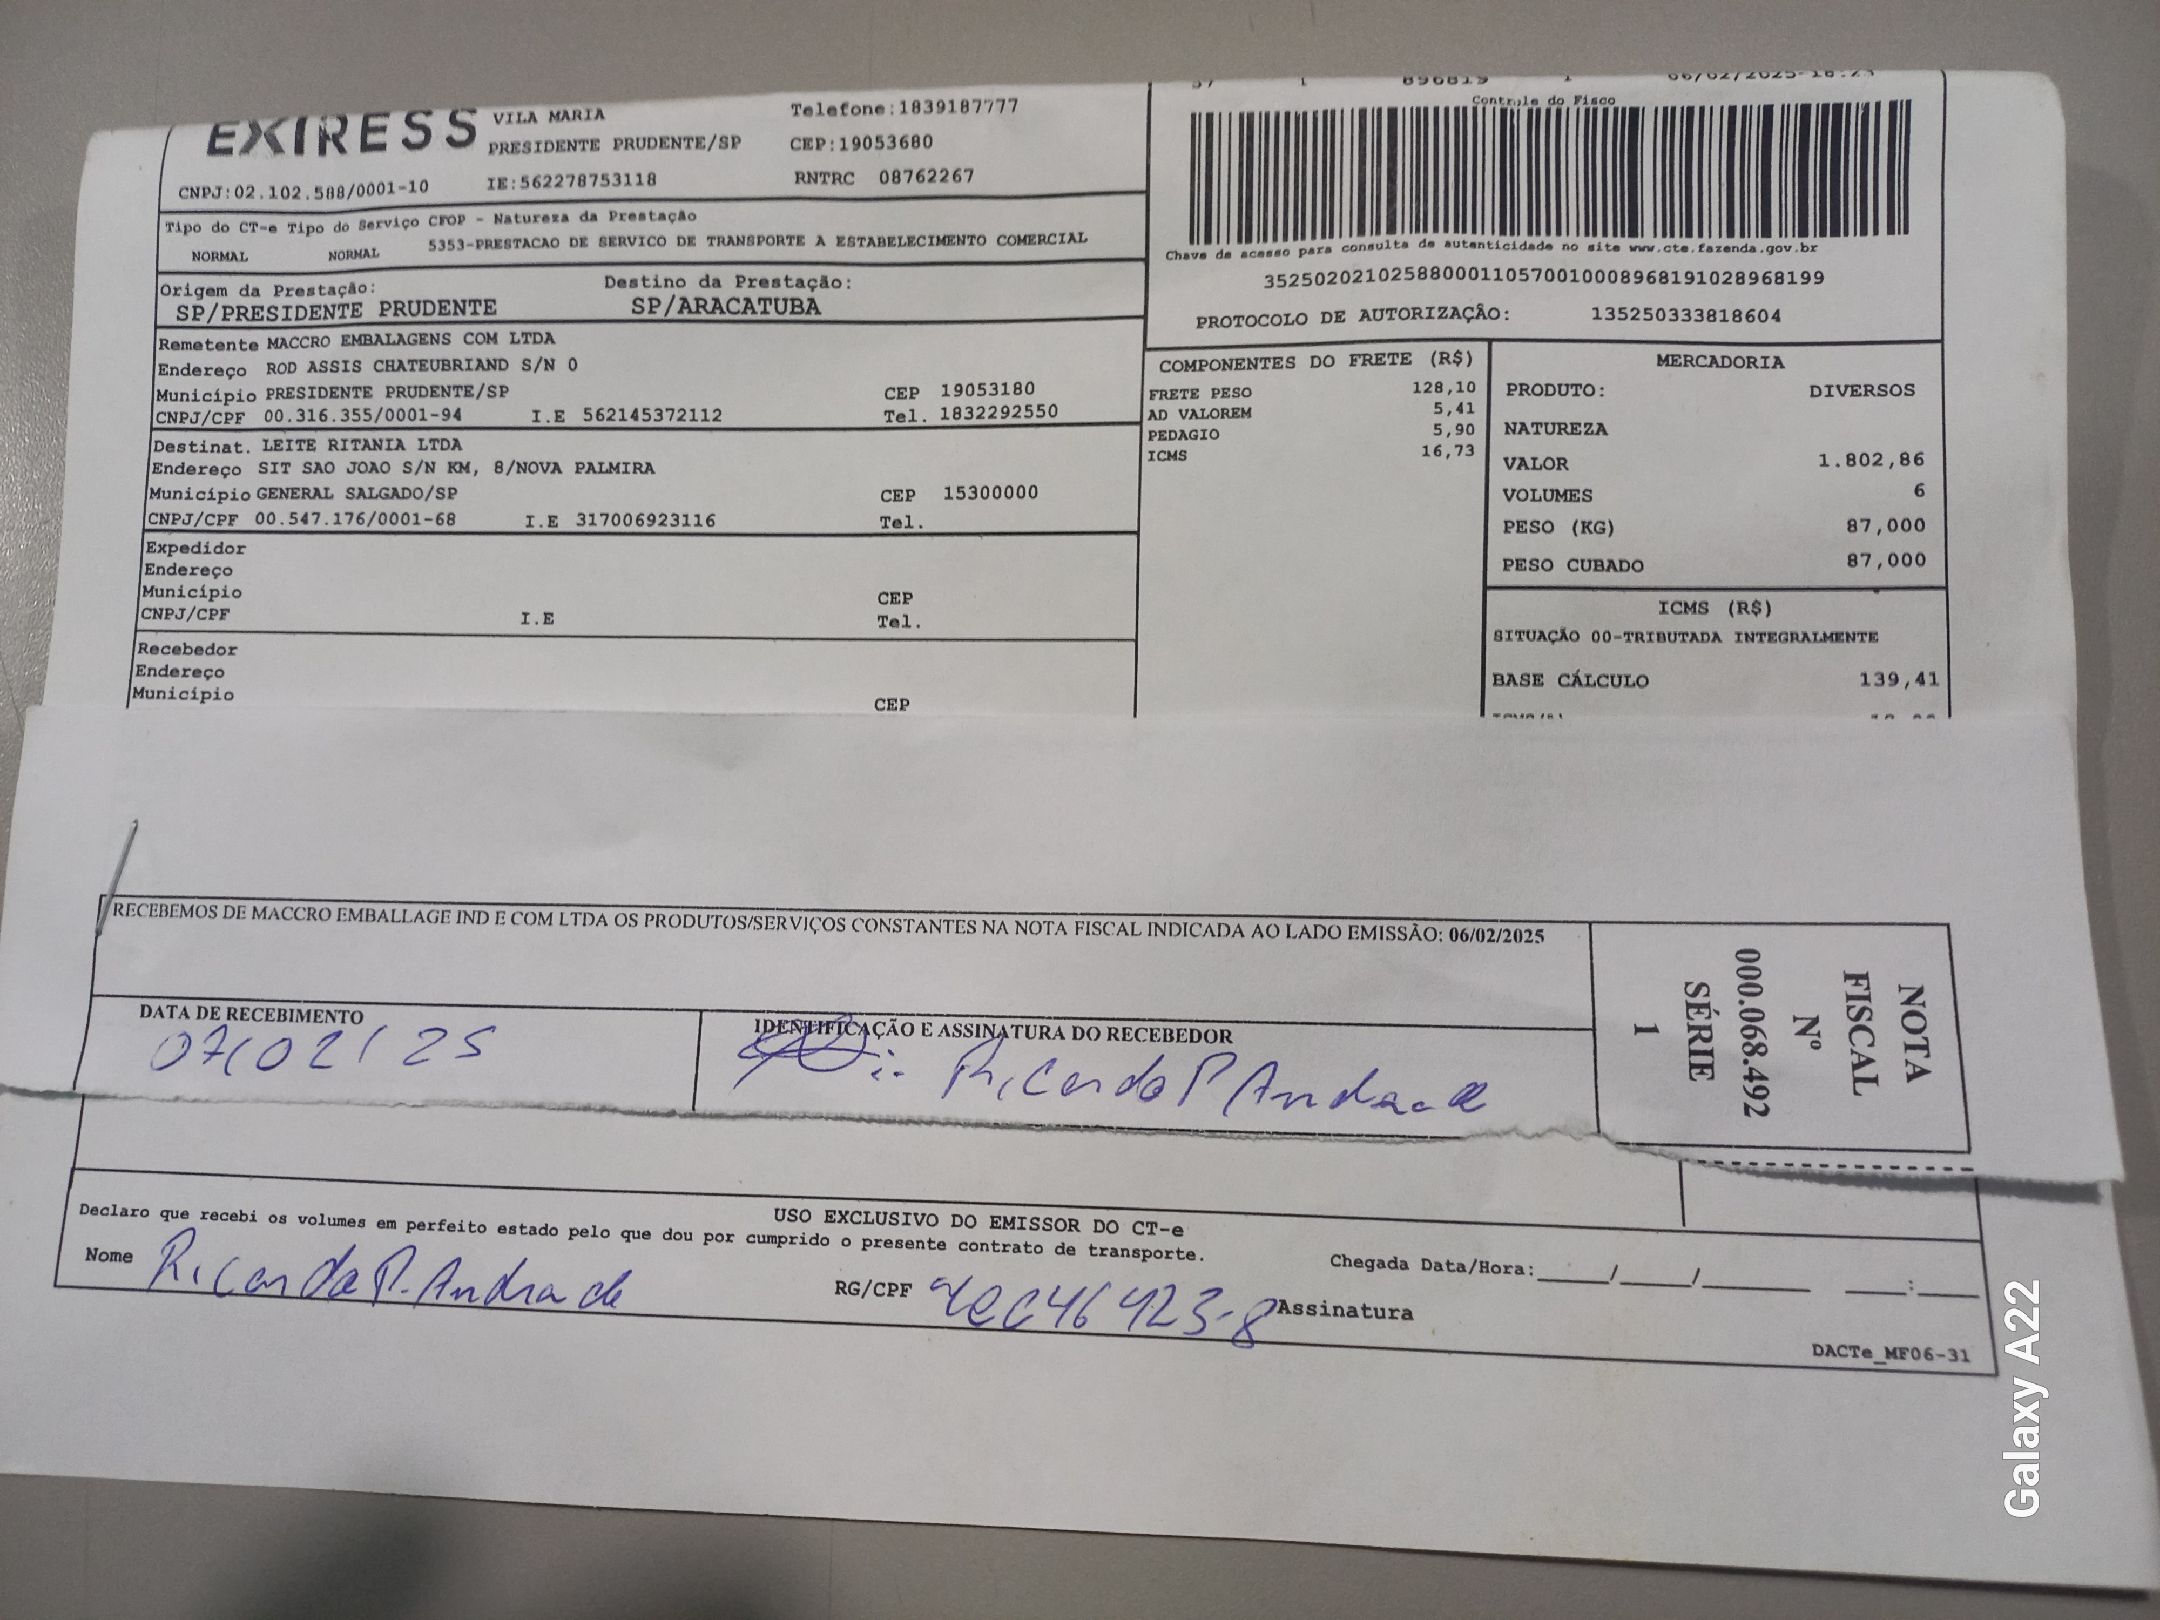 EXPRESS
VILA MARIA
Telefone:1839187777
PRESIDENTE PRUDENTE/SP
CEP:19053680
CNPJ:02.102.588/0001-10
IE:562278753118
RNTRC 08762267
896819 1 06/02/2025-18:23
Controle do Fisco
Chave de acesso para consulta de autenticidade no site www.cte.fazenda.gov.br
35250202102588000110570010008968191028968199
PROTOCOLO DE AUTORIZAÇÃO: 135250333818604
Tipo do CT-e Tipo do Serviço CFOP - Natureza da Prestação
NORMAL NORMAL 5353-PRESTACAO DE SERVICO DE TRANSPORTE A ESTABELECIMENTO COMERCIAL
Origem da Prestação: Destino da Prestação:
SP/PRESIDENTE PRUDENTE SP/ARACATUBA
Remetente MACCRO EMBALAGENS COM LTDA
Endereço ROD ASSIS CHATEUBRIAND S/N 0
Município PRESIDENTE PRUDENTE/SP CEP 19053180
CNPJ/CPF 00.316.355/0001-94 I.E 562145372112 Tel. 1832292550
Destinat. LEITE RITANIA LTDA
Endereço SIT SAO JOAO S/N KM, 8/NOVA PALMIRA
Município GENERAL SALGADO/SP CEP 15300000
CNPJ/CPF 00.547.176/0001-68 I.E 317006923116 Tel.
Expedidor
Endereço
Município CEP
CNPJ/CPF I.E Tel.
Recebedor
Endereço
Município CEP
COMPONENTES DO FRETE (R$)
FRETE PESO 128,10
AD VALOREM 5,41
PEDAGIO 5,90
ICMS 16,73
MERCADORIA
PRODUTO: DIVERSOS
NATUREZA
VALOR 1.802,86
VOLUMES 6
PESO (KG) 87,000
PESO CUBADO 87,000
ICMS (R$)
SITUAÇÃO 00-TRIBUTADA INTEGRALMENTE
BASE CÁLCULO 139,41
RECEBEMOS DE MACCRO EMBALLAGE IND E COM LTDA OS PRODUTOS/SERVIÇOS CONSTANTES NA NOTA FISCAL INDICADA AO LADO EMISSÃO: 06/02/2025
DATA DE RECEBIMENTO
07/02/25
IDENTIFICAÇÃO E ASSINATURA DO RECEBEDOR
Ricardo P Andrade
NOTA
FISCAL
Nº
000.068.492
SÉRIE
1
USO EXCLUSIVO DO EMISSOR DO CT-e
Declaro que recebi os volumes em perfeito estado pelo que dou por cumprido o presente contrato de transporte.
Chegada Data/Hora:____/____/______ ____:____
Nome Ricardo P. Andrade RG/CPF Assinatura
DACTe_MF06-31
Galaxy A22